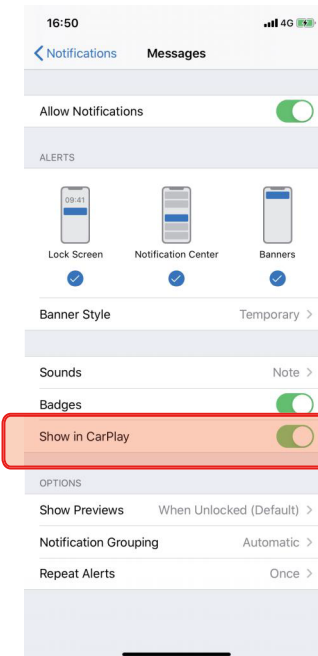 16:50 4G
Notifications Messages
Allow Notifications
ALERTS
09:41
Lock Screen Notification Center Banners
Banner Style Temporary
Sounds Note
Badges
Show in CarPlay
OPTIONS
Show Previews When Unlocked (Default)
Notification Grouping Automatic
Repeat Alerts Once